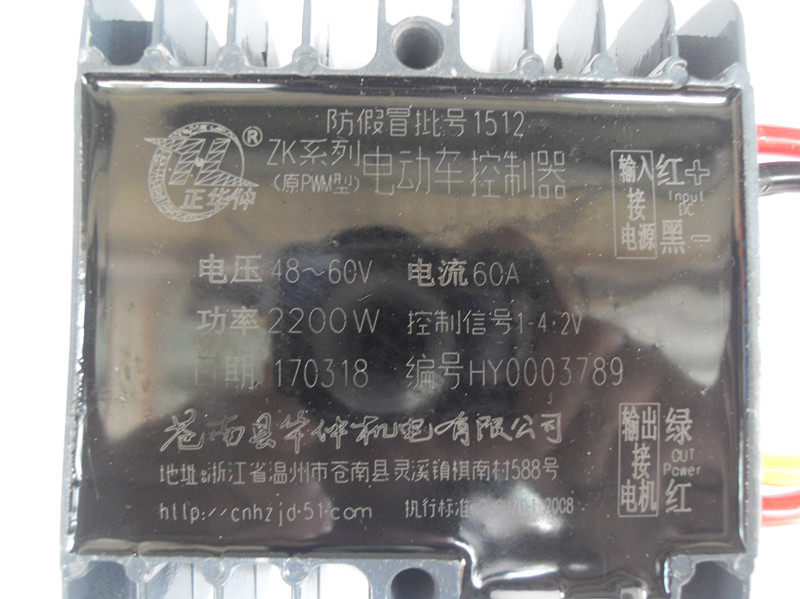 防假冒批号1512
正华仲®
ZK系列
(原PWM型)
电动车控制器
输入接电源
红+
Input
DC
黑-
电压48～60V 电流60A
功率2200W 控制信号1-4·2V
日期170318 编号HY0003789
苍南县华仲机电有限公司
地址:浙江省温州市苍南县灵溪镇棋南村588号
http://cnhzjd·51·com 执行标准 2008
输出接电机
绿
OUT
Power
红